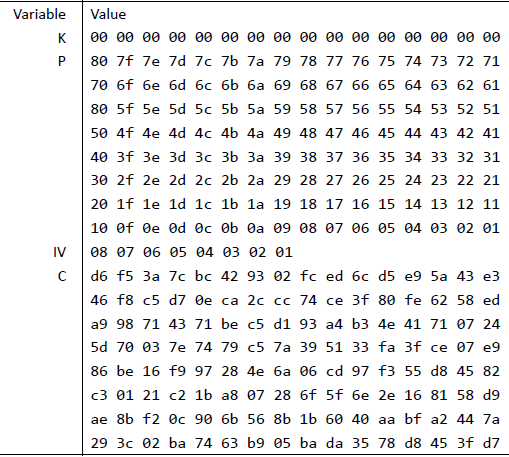 Variable Value
K 00 00 00 00 00 00 00 00 00 00 00 00 00 00 00 00
P 80 7f 7e 7d 7c 7b 7a 79 78 77 76 75 74 73 72 71
70 6f 6e 6d 6c 6b 6a 69 68 67 66 65 64 63 62 61
80 5f 5e 5d 5c 5b 5a 59 58 57 56 55 54 53 52 51
50 4f 4e 4d 4c 4b 4a 49 48 47 46 45 44 43 42 41
40 3f 3e 3d 3c 3b 3a 39 38 37 36 35 34 33 32 31
30 2f 2e 2d 2c 2b 2a 29 28 27 26 25 24 23 22 21
20 1f 1e 1d 1c 1b 1a 19 18 17 16 15 14 13 12 11
10 0f 0e 0d 0c 0b 0a 09 08 07 06 05 04 03 02 01
IV 08 07 06 05 04 03 02 01
C d6 f5 3a 7c bc 42 93 02 fc ed 6c d5 e9 5a 43 e3
46 f8 c5 d7 0e ca 2c cc 74 ce 3f 80 fe 62 58 ed
a9 98 71 43 71 be c5 d1 93 a4 b3 4e 41 71 07 24
5d 70 03 7e 74 79 c5 7a 39 51 33 fa 3f ce 07 e9
86 be 16 f9 97 28 4e 6a 06 cd 97 f3 55 d8 45 82
c3 01 21 c2 1b a8 07 28 6f 5f 6e 2e 16 81 58 d9
ae 8b f2 0c 90 6b 56 8b 1b 60 40 aa bf a2 44 7a
29 3c 02 ba 74 63 b9 05 ba da 35 78 d8 45 3f d7